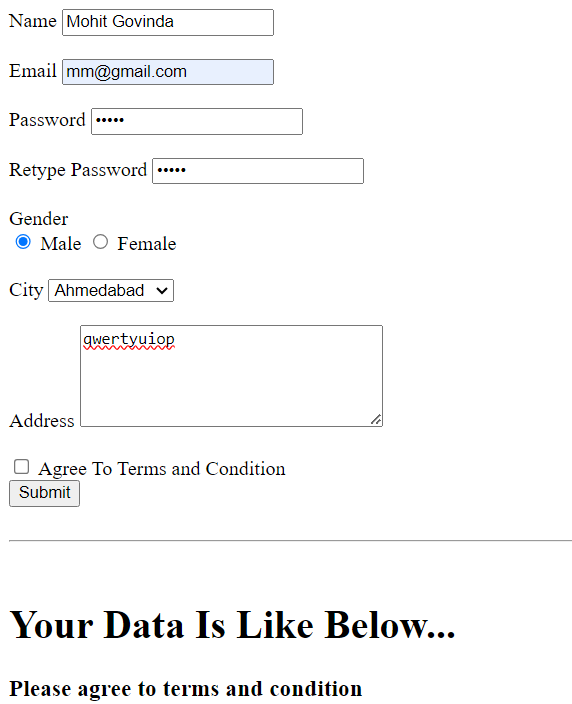 Name Mohit Govinda
Email mm@gmail.com
Password •••••
Retype Password •••••
Gender
Male Female
City Ahmedabad
qwertyuiop
Address
Agree To Terms and Condition
Submit
Your Data Is Like Below...
Please agree to terms and condition